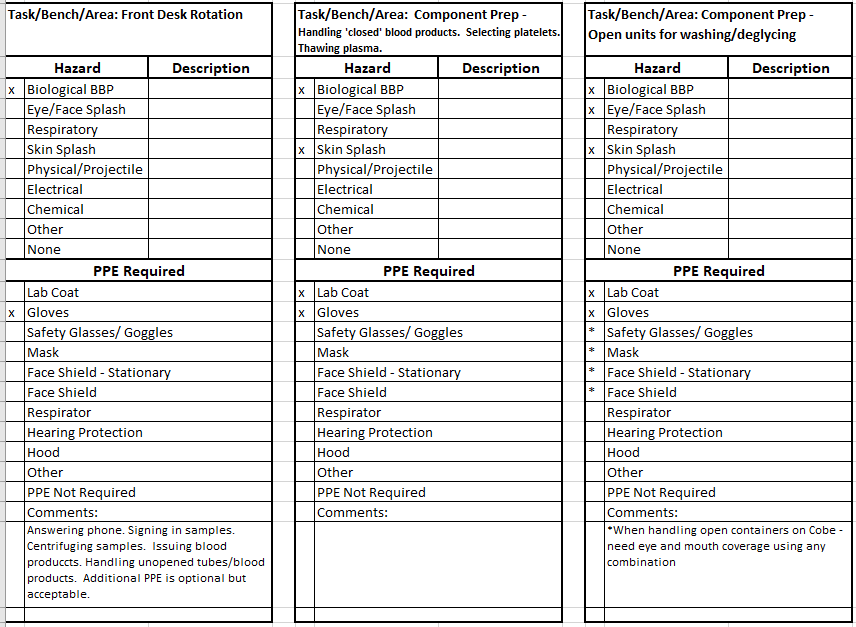 Task/Bench/Area: Front Desk Rotation
Hazard Description
x Biological BBP
Eye/Face Splash
Respiratory
Skin Splash
Physical/Projectile
Electrical
Chemical
Other
None
PPE Required
Lab Coat
x Gloves
Safety Glasses/ Goggles
Mask
Face Shield - Stationary
Face Shield
Respirator
Hearing Protection
Hood
Other
PPE Not Required
Comments:
Answering phone. Signing in samples.
Centrifuging samples.  Issuing blood
produccts. Handling unopened tubes/blood
products.  Additional PPE is optional but
acceptable.
Task/Bench/Area:  Component Prep -
Handling 'closed' blood products.  Selecting platelets.
Thawing plasma.
Hazard Description
x Biological BBP
Eye/Face Splash
Respiratory
x Skin Splash
Physical/Projectile
Electrical
Chemical
Other
None
PPE Required
x Lab Coat
x Gloves
Safety Glasses/ Goggles
Mask
Face Shield - Stationary
Face Shield
Respirator
Hearing Protection
Hood
Other
PPE Not Required
Comments:
Task/Bench/Area: Component Prep -
Open units for washing/deglycing
Hazard Description
x Biological BBP
x Eye/Face Splash
Respiratory
x Skin Splash
Physical/Projectile
Electrical
Chemical
Other
None
PPE Required
x Lab Coat
x Gloves
* Safety Glasses/ Goggles
* Mask
* Face Shield - Stationary
* Face Shield
Respirator
Hearing Protection
Hood
Other
PPE Not Required
Comments:
*When handling open containers on Cobe -
need eye and mouth coverage using any
combination